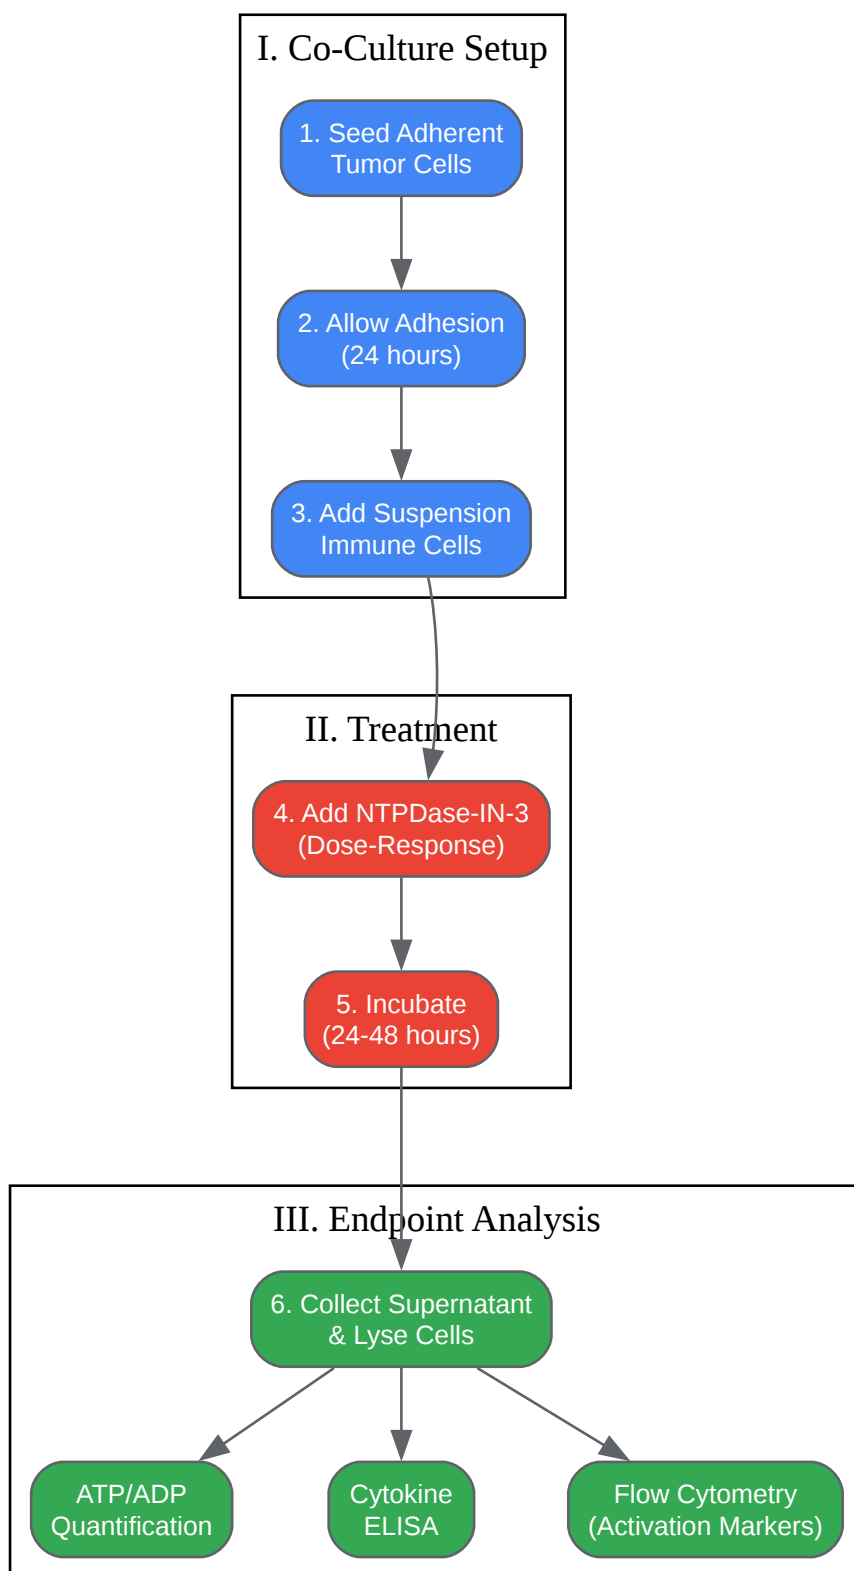 I. Co-Culture Setup
1. Seed Adherent
Tumor Cells
2. Allow Adhesion
(24 hours)
3. Add Suspension
Immune Cells
II. Treatment
4. Add NTPDase-IN-3
(Dose-Response)
5. Incubate
(24-48 hours)
III. Endpoint Analysis
6. Collect Supernatant
& Lyse Cells
ATP/ADP
Quantification
Cytokine
ELISA
Flow Cytometry
(Activation Markers)